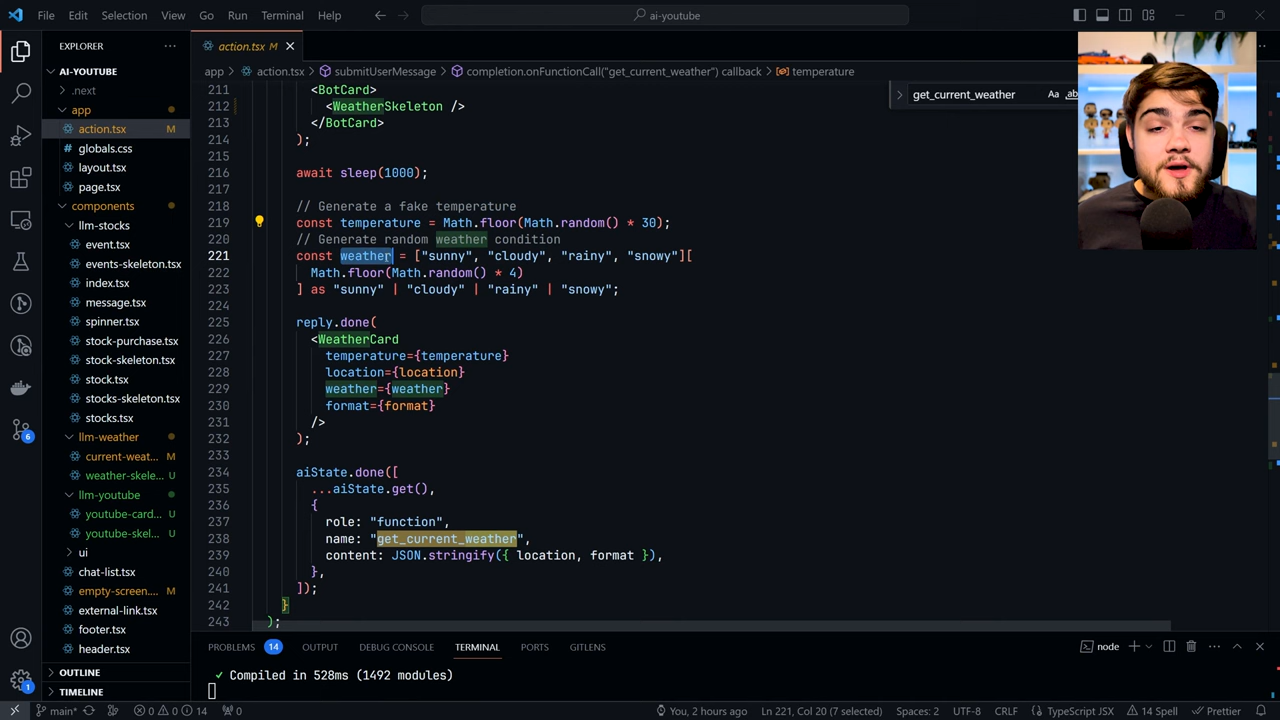 File Edit Selection View Go Run Terminal Help
ai-youtube
EXPLORER
AI-YOUTUBE
.next
app
action.tsx M
globals.css
layout.tsx
page.tsx
components
llm-stocks
event.tsx
events-skeleton.tsx
index.tsx
message.tsx
spinner.tsx
stock-purchase.tsx
stock-skeleton.tsx
stock.tsx
stocks-skeleton.tsx
stocks.tsx
llm-weather
current-weat... M
weather-skele... U
llm-youtube
youtube-card... U
youtube-skel... U
ui
chat-list.tsx
empty-screen.... M
external-link.tsx
footer.tsx
header.tsx
OUTLINE
TIMELINE
action.tsx M
app > action.tsx > submitUserMessage > completion.onFunctionCall("get_current_weather") callback > temperature
get_current_weather Aa
211 <BotCard>
212 <WeatherSkeleton />
213 </BotCard>
214 );
215
216 await sleep(1000);
217
218 // Generate a fake temperature
219 const temperature = Math.floor(Math.random() * 30);
220 // Generate random weather condition
221 const weather = ["sunny", "cloudy", "rainy", "snowy"][
222 Math.floor(Math.random() * 4)
223 ] as "sunny" | "cloudy" | "rainy" | "snowy";
224
225 reply.done(
226 <WeatherCard
227 temperature={temperature}
228 location={location}
229 weather={weather}
230 format={format}
231 />
232 );
233
234 aiState.done([
235 ...aiState.get(),
236 {
237 role: "function",
238 name: "get_current_weather",
239 content: JSON.stringify({ location, format }),
240 },
241 ]);
242 }
243 );
PROBLEMS 14 OUTPUT DEBUG CONSOLE TERMINAL PORTS GITLENS
node
✓ Compiled in 528ms (1492 modules)
6
1
main* 0 0 14 0 You, 2 hours ago Ln 221, Col 20 (7 selected) Spaces: 2 UTF-8 CRLF TypeScript JSX 14 Spell Prettier